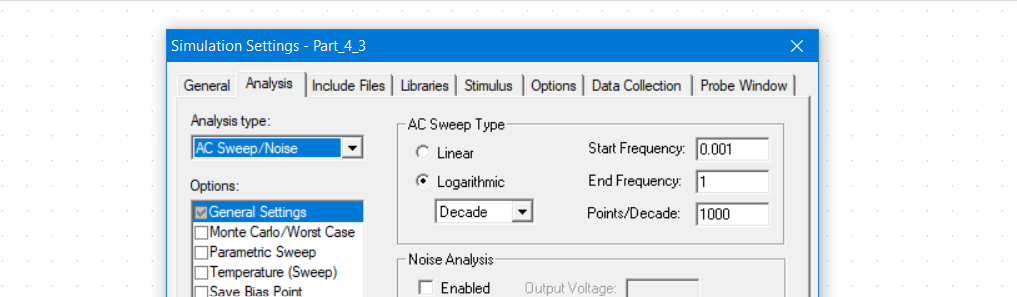 Simulation Settings - Part_4_3
General Analysis Include Files Libraries Stimulus Options Data Collection Probe Window
Analysis type:
AC Sweep/Noise
Options:
General Settings
Monte Carlo/Worst Case
Parametric Sweep
Temperature (Sweep)
Save Bias Point
AC Sweep Type
Linear
Logarithmic
Decade
Start Frequency: 0.001
End Frequency: 1
Points/Decade: 1000
Noise Analysis
Enabled
Output Voltage: